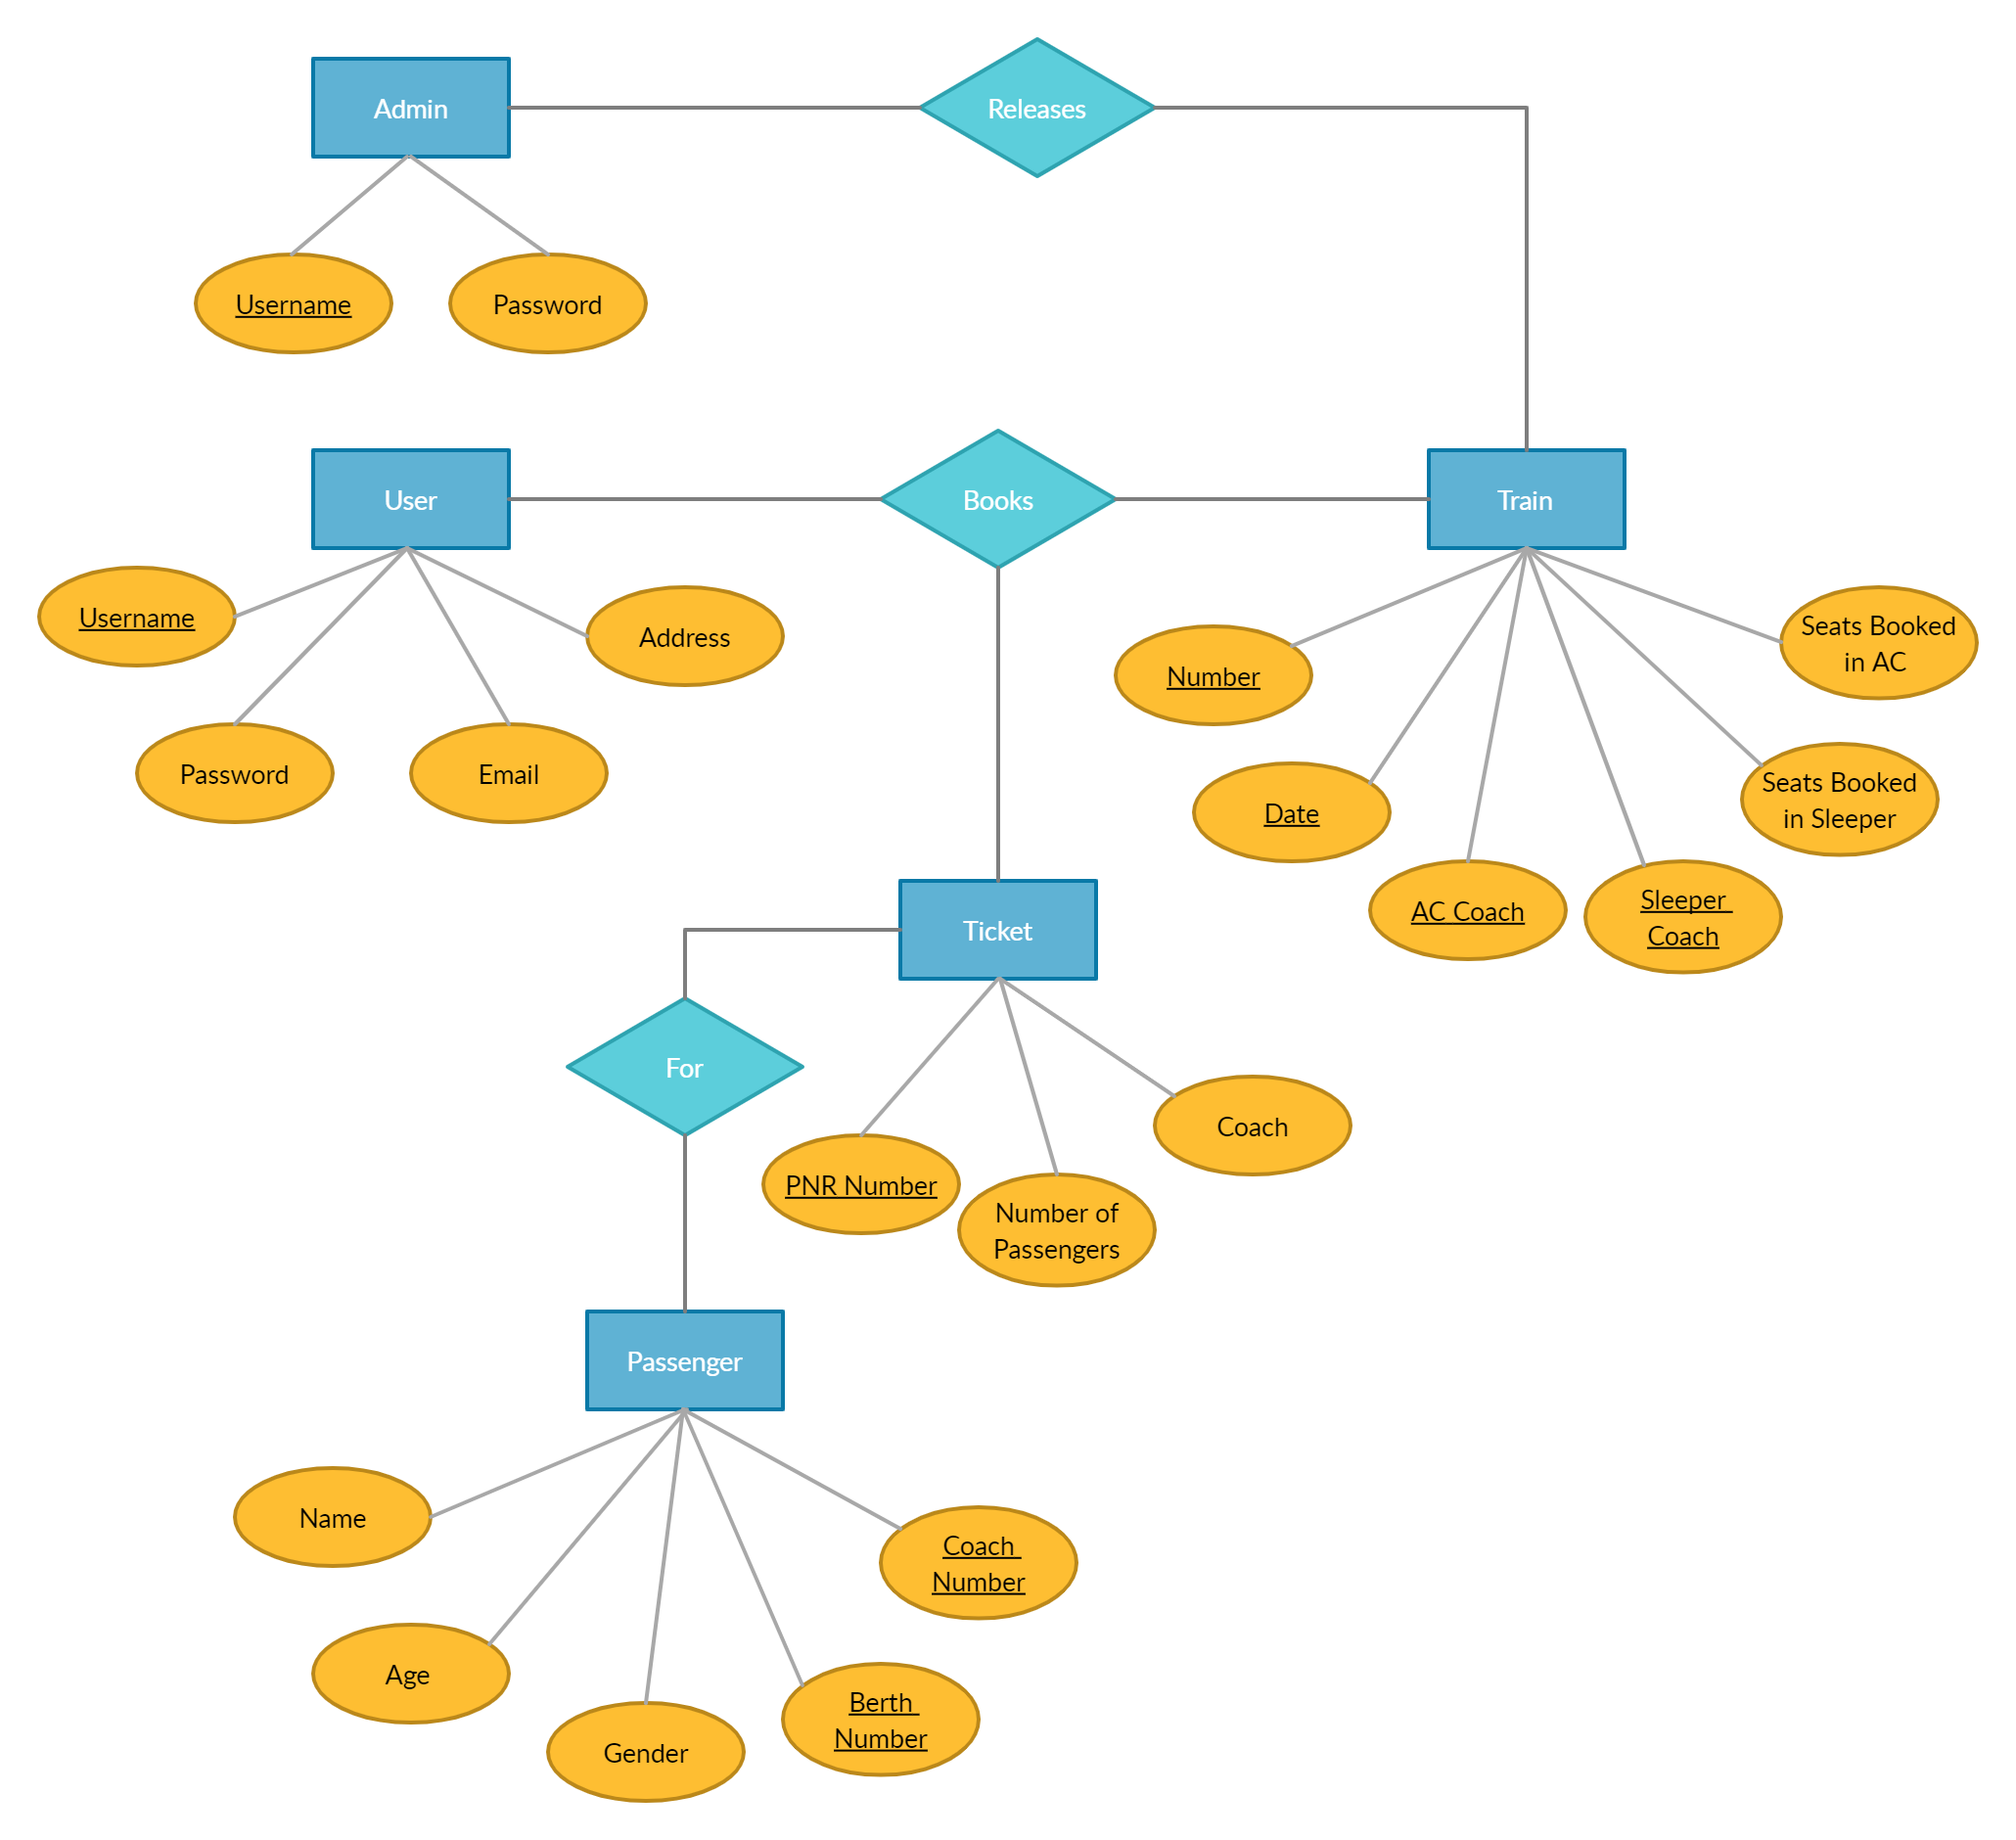 Admin
Releases
Username
Password
User
Books
Train
Username
Address
Password
Email
Number
Seats Booked
in AC
Date
Seats Booked
in Sleeper
AC Coach
Sleeper
Coach
Ticket
For
PNR Number
Number of
Passengers
Coach
Passenger
Name
Coach
Number
Age
Berth
Number
Gender